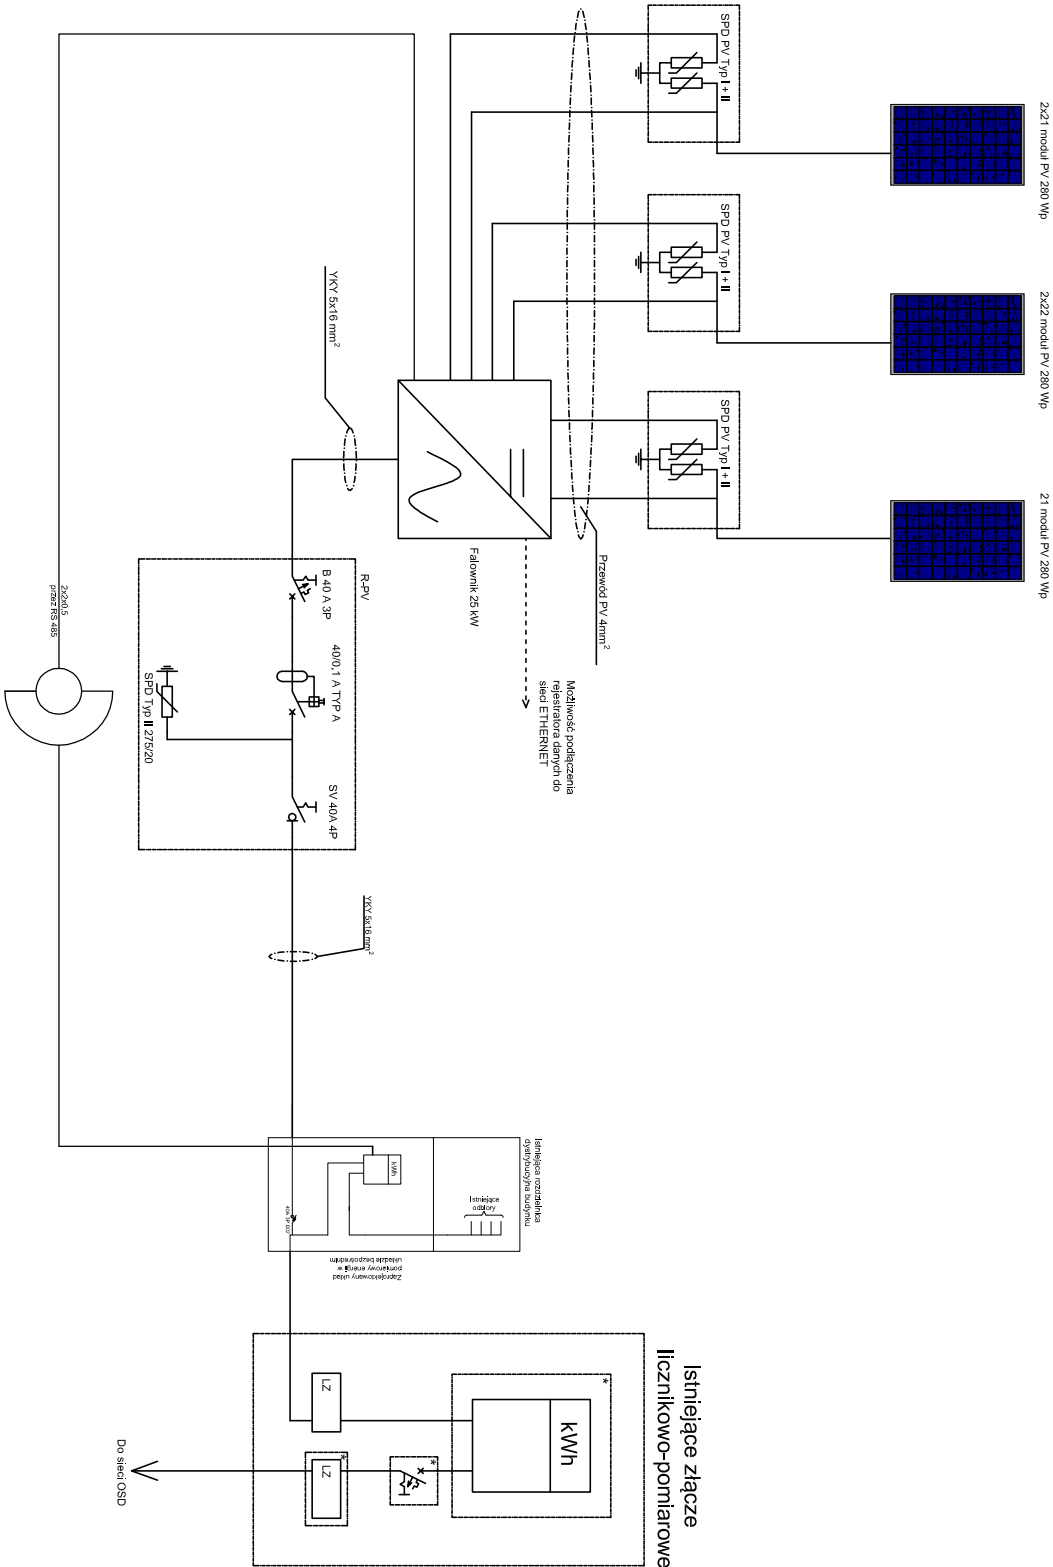 2x21 moduł PV 280 Wp
2x22 moduł PV 280 Wp
21 moduł PV 280 Wp
SPD PV Typ I + II
SPD PV Typ I + II
SPD PV Typ I + II
YKY 5x16 mm²
Falownik 25 kW
Przewód PV 4mm²
Możliwość podłączenia
rejestratora danych do
sieci ETHERNET
R-PV
B 40 A 3P
40/0,1 A TYP A
SPD Typ II 275/20
SV 40A 4P
2x2x0,5
przez RS 485
YKY 5x16 mm²
Istniejąca rozdzielnica
dystrybucyjna budynku
kWh
Istniejące
odbiory
40A 3P D02
Zaprojektowany układ
pomiarowy energii w
układzie bezpośrednim
Istniejące złącze
licznikowo-pomiarowe
*
kWh
LZ
*
LZ
*
Do sieci OSD